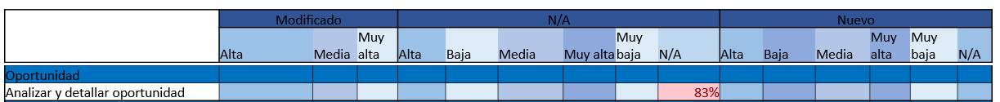 Modificado N/A Nuevo
Alta Media Muy alta Alta Baja Media Muy alta Muy baja N/A Alta Baja Media Muy alta Muy baja N/A
Oportunidad
Analizar y detallar oportunidad 83%